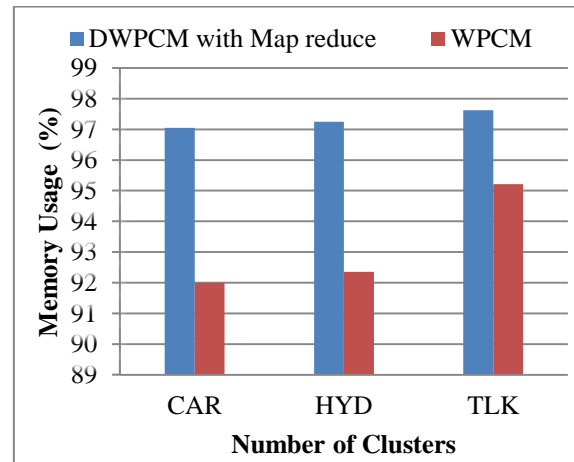 DWPCM with Map reduce WPCM
99
98
97
96
95
94
93
92
91
90
89
Memory Usage (%)
CAR HYD TLK
Number of Clusters